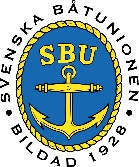 SVENSKA BÅTUNIONEN
SBU
BILDAD 1928